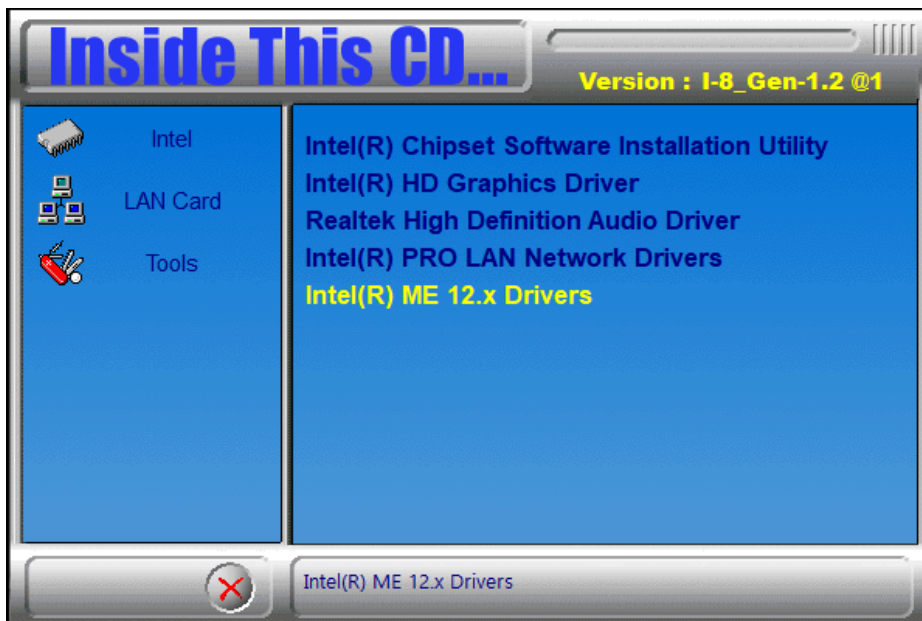 Inside This CD...
Version : I-8_Gen-1.2 @1
Intel
LAN Card
Tools
Intel(R) Chipset Software Installation Utility
Intel(R) HD Graphics Driver
Realtek High Definition Audio Driver
Intel(R) PRO LAN Network Drivers
Intel(R) ME 12.x Drivers
Intel(R) ME 12.x Drivers